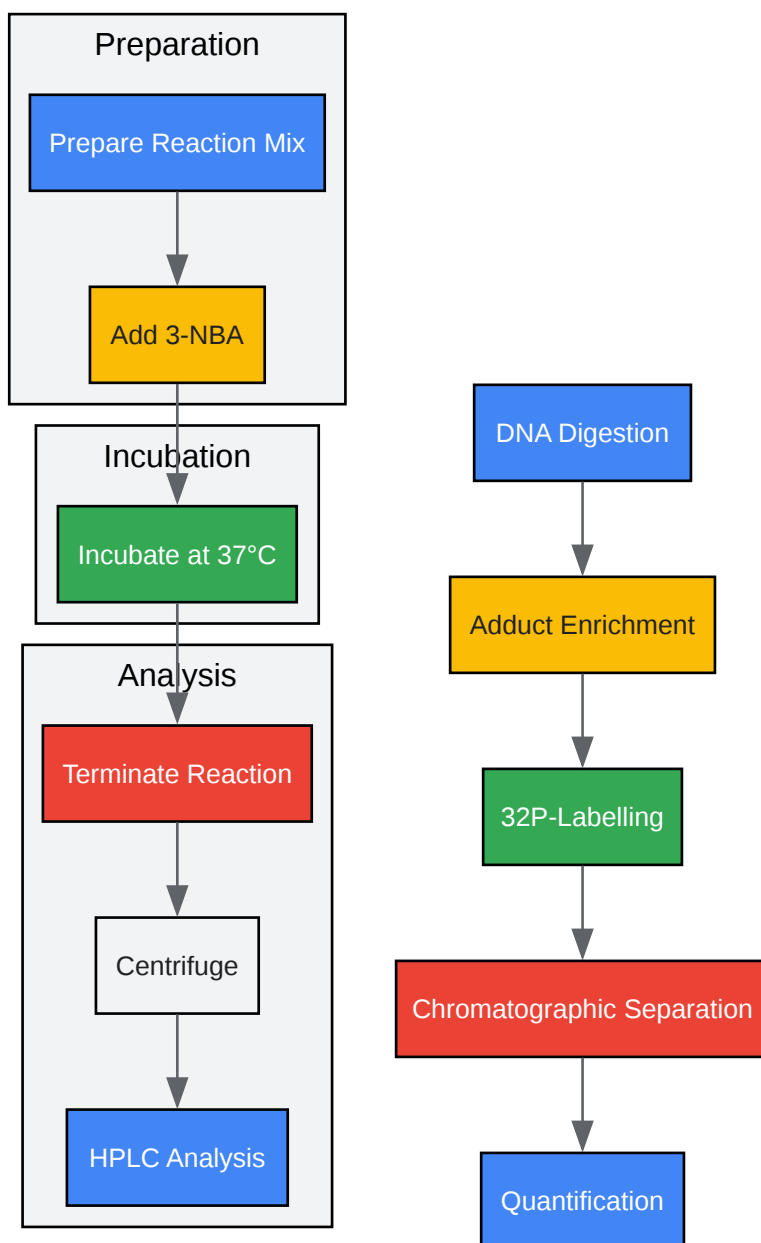 Preparation
Prepare Reaction Mix
Add 3-NBA
Incubation
Incubate at 37°C
Analysis
Terminate Reaction
Centrifuge
HPLC Analysis
DNA Digestion
Adduct Enrichment
32P-Labelling
Chromatographic Separation
Quantification